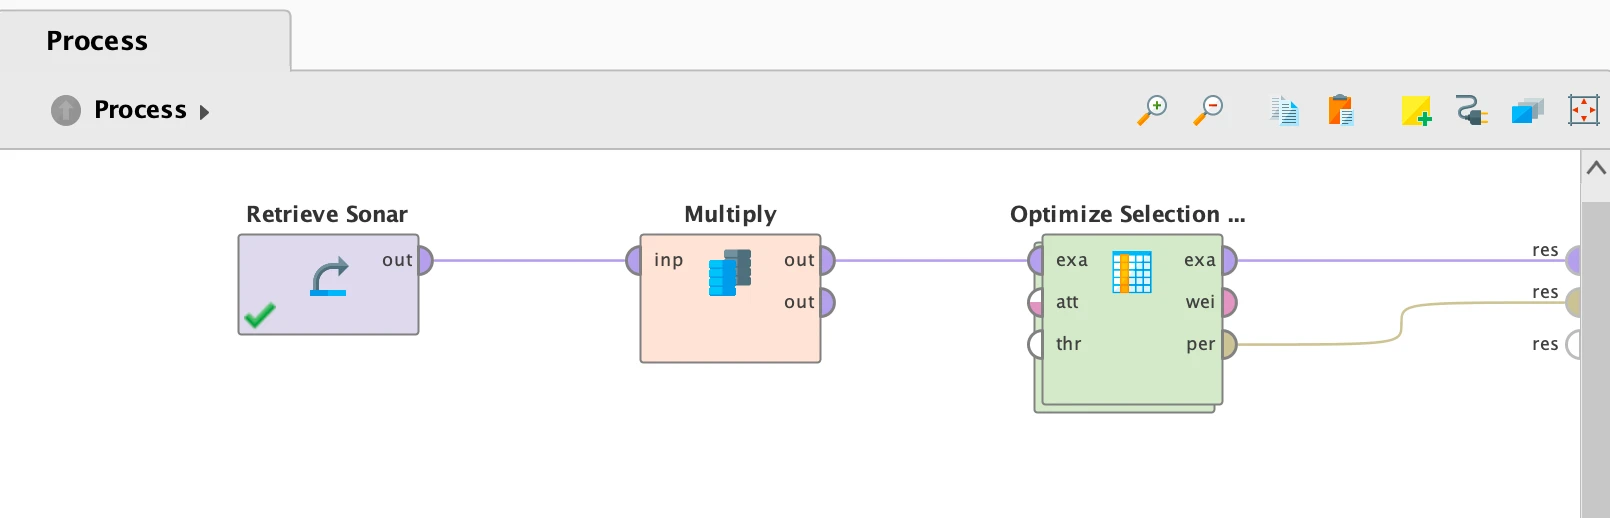 Process
Process
Retrieve Sonar
Multiply
Optimize Selection ...
out
inp
out
out
exa
att
thr
exa
wei
per
res
res
res